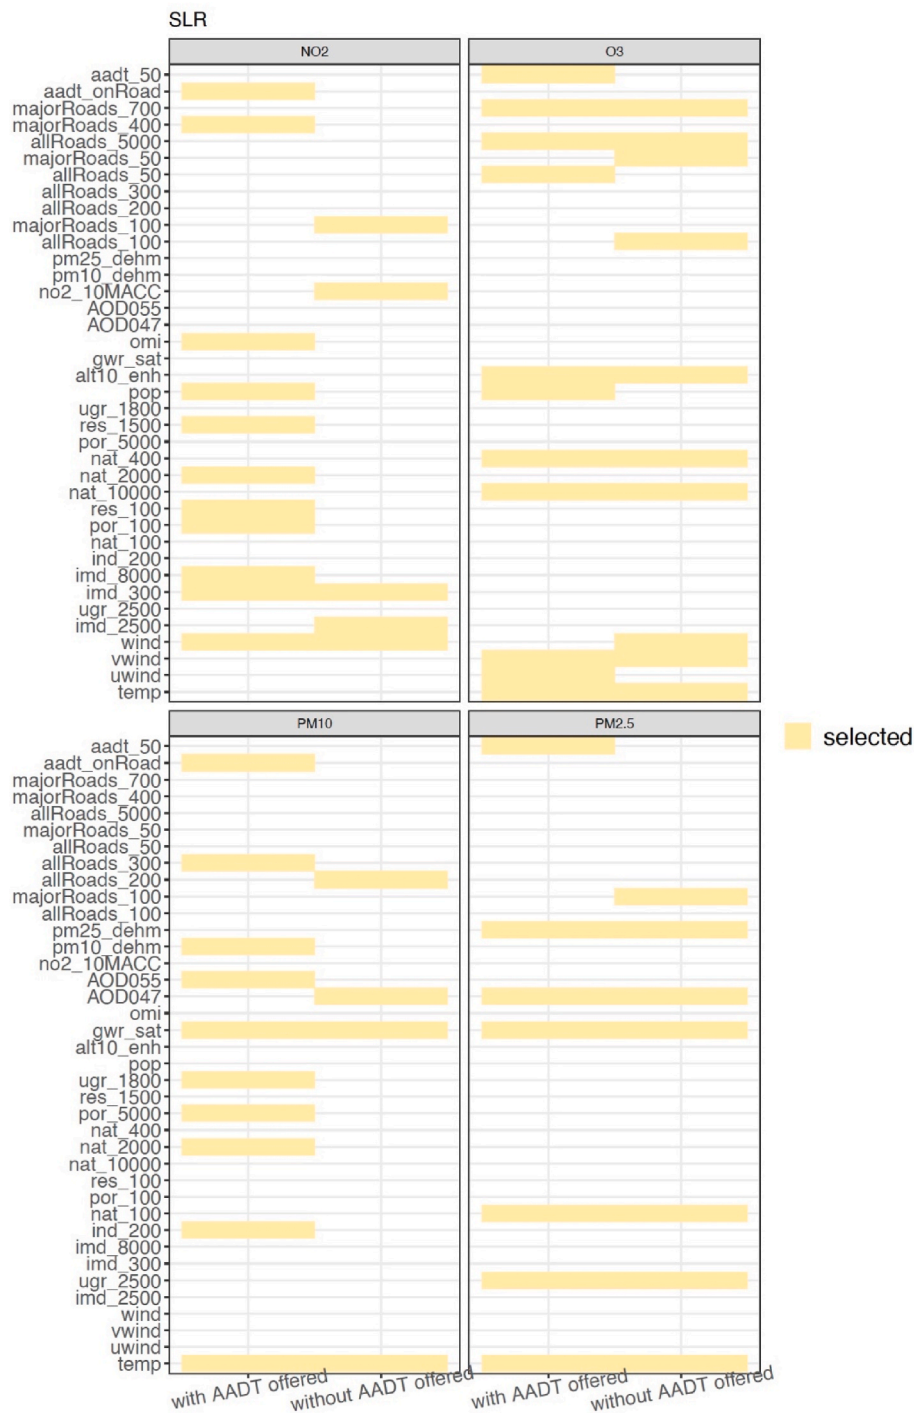 SLR
NO2
O3
aadt_50
aadt_onRoad
majorRoads_700
majorRoads_400
allRoads_5000
majorRoads_50
allRoads_50
allRoads_300
allRoads_200
majorRoads_100
allRoads_100
pm25_dehm
pm10_dehm
no2_10MACC
AOD055
AOD047
omi
gwr_sat
alt10_enh
pop
ugr_1800
res_1500
por_5000
nat_400
nat_2000
nat_10000
res_100
por_100
nat_100
ind_200
imd_8000
imd_300
ugr_2500
imd_2500
wind
vwind
uwind
temp
PM10
PM2.5
aadt_50
aadt_onRoad
majorRoads_700
majorRoads_400
allRoads_5000
majorRoads_50
allRoads_50
allRoads_300
allRoads_200
majorRoads_100
allRoads_100
pm25_dehm
pm10_dehm
no2_10MACC
AOD055
AOD047
omi
gwr_sat
alt10_enh
pop
ugr_1800
res_1500
por_5000
nat_400
nat_2000
nat_10000
res_100
por_100
nat_100
ind_200
imd_8000
imd_300
ugr_2500
imd_2500
wind
vwind
uwind
temp
with AADT offered
without AADT offered
with AADT offered
without AADT offered
selected